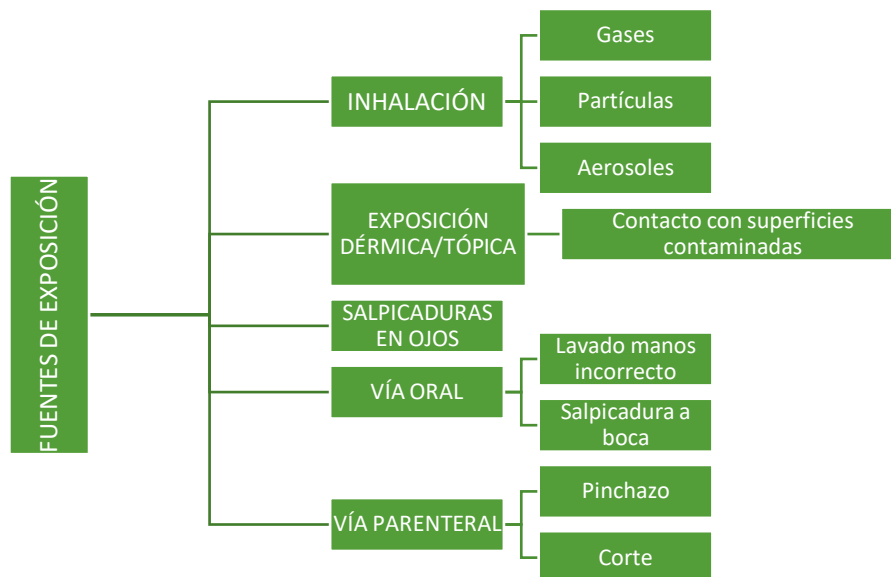 FUENTES DE EXPOSICIÓN
INHALACIÓN
Gases
Partículas
Aerosoles
EXPOSICIÓN
DÉRMICA/TÓPICA
Contacto con superficies
contaminadas
SALPICADURAS
EN OJOS
VÍA ORAL
Lavado manos
incorrecto
Salpicadura a
boca
VÍA PARENTERAL
Pinchazo
Corte